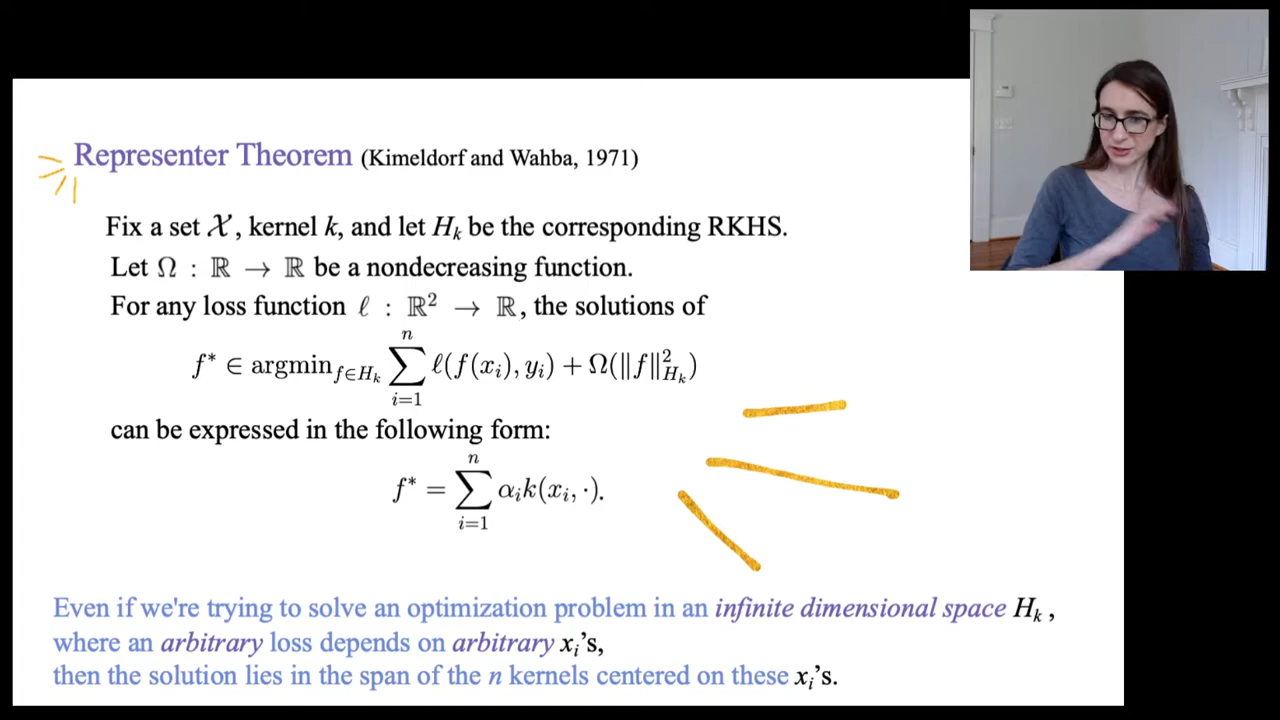 Representer Theorem (Kimeldorf and Wahba, 1971)
Fix a set 𝒳, kernel k, and let Hₖ be the corresponding RKHS.
Let Ω : ℝ → ℝ be a nondecreasing function.
For any loss function ℓ : ℝ² → ℝ, the solutions of
f* ∈ argmin_{f∈H_k} ∑_{i=1}^{n} ℓ(f(x_i), y_i) + Ω(‖f‖²_{H_k})
can be expressed in the following form:
f* = ∑_{i=1}^{n} α_i k(x_i, ·).
Even if we're trying to solve an optimization problem in an infinite dimensional space Hₖ ,
where an arbitrary loss depends on arbitrary xᵢ’s,
then the solution lies in the span of the n kernels centered on these xᵢ’s.